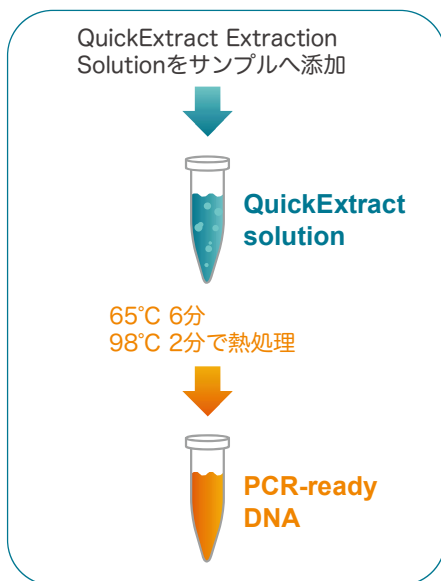 QuickExtract Extraction
Solutionをサンプルへ添加
QuickExtract
solution
65℃ 6分
98℃ 2分で熱処理
PCR-ready
DNA